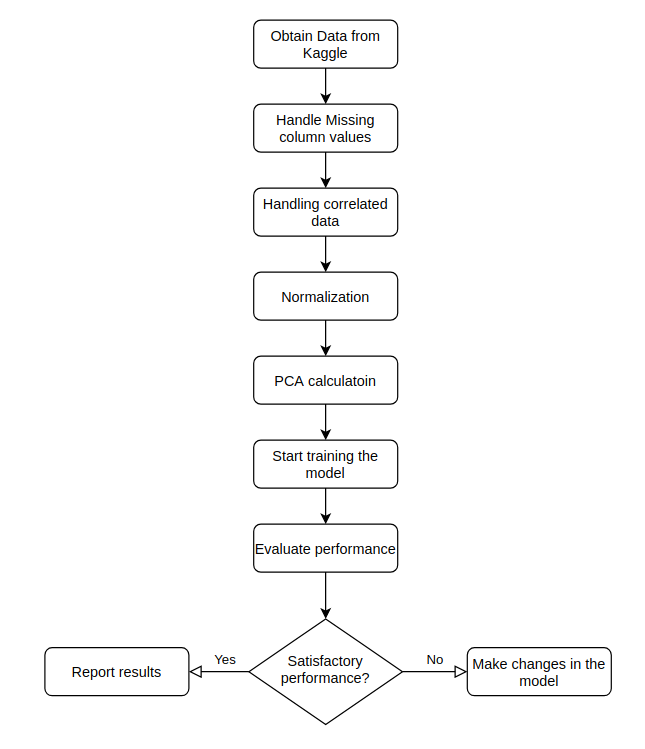 Obtain Data from
Kaggle
Handle Missing
column values
Handling correlated
data
Normalization
PCA calculatoin
Start training the
model
Evaluate performance
Satisfactory
performance?
Yes
No
Report results
Make changes in the
model